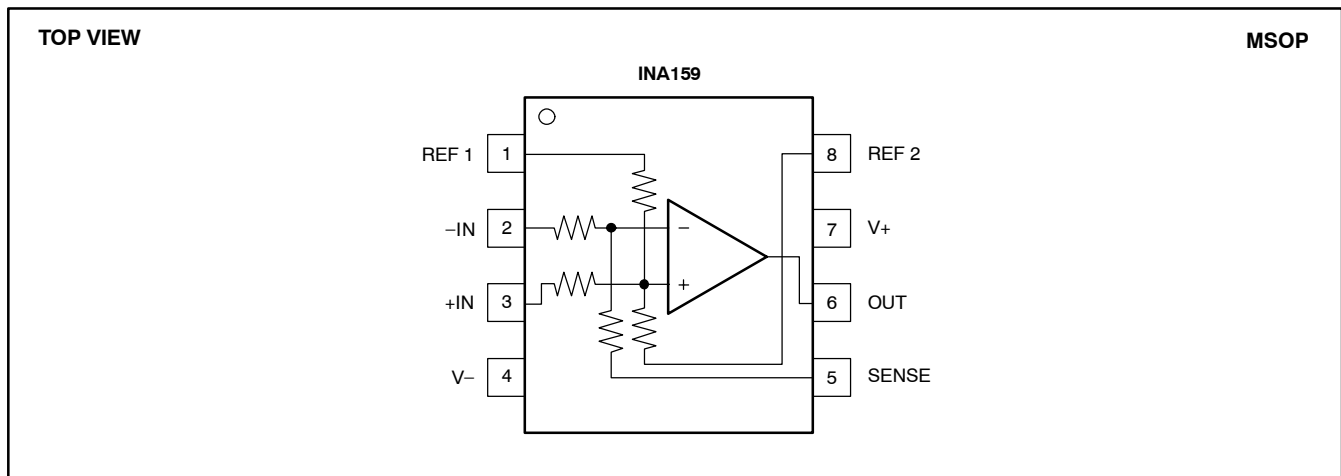 TOP VIEW
MSOP
INA159
REF 1
1
8
REF 2
−IN
2
−
7
V+
+IN
3
+
6
OUT
V−
4
5
SENSE